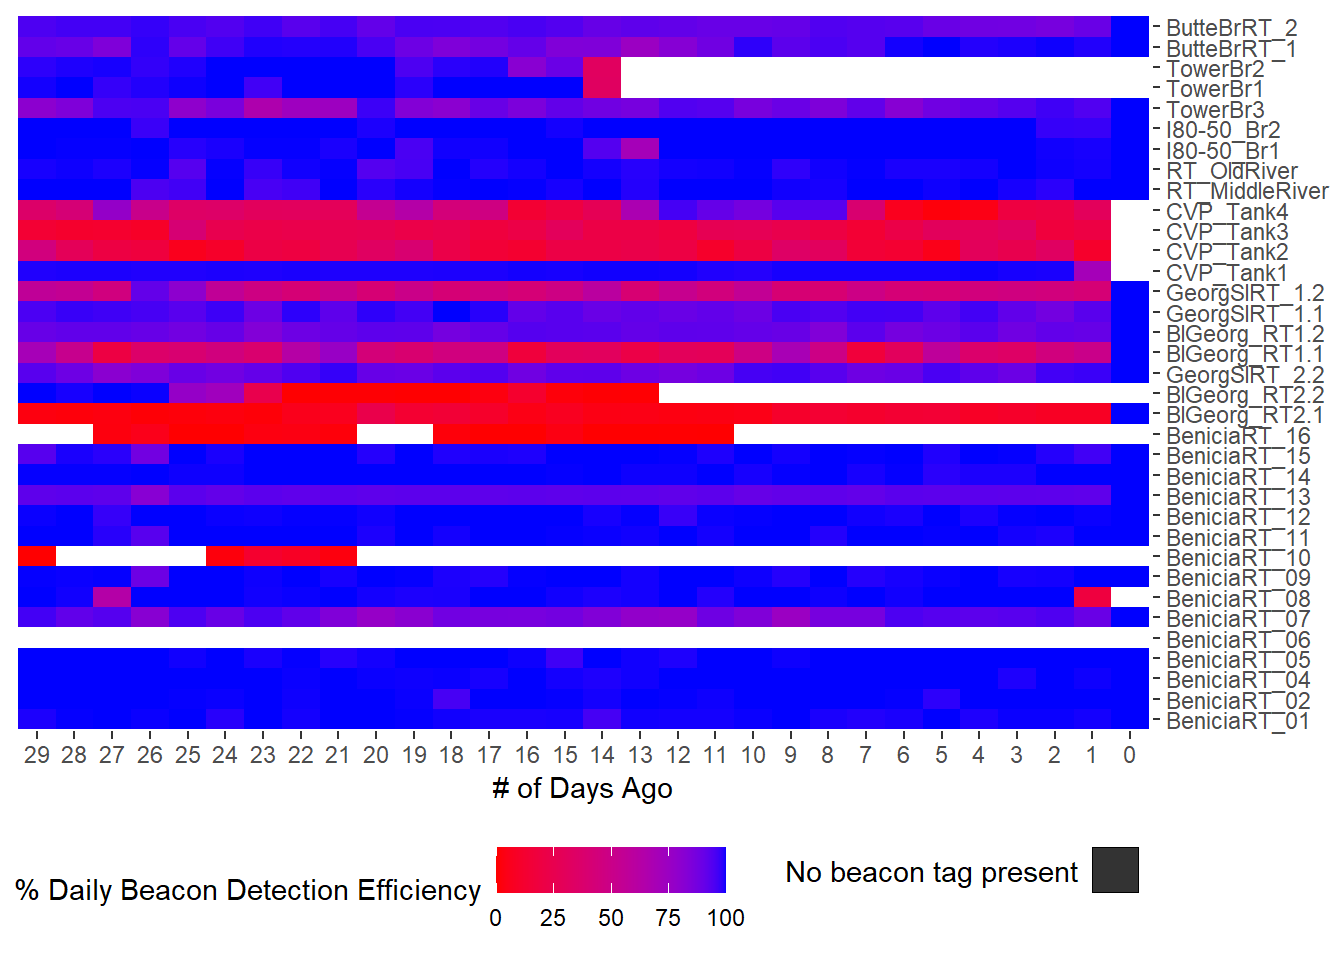 ButteBrRT_2
ButteBrRT_1
TowerBr2
TowerBr1
TowerBr3
I80-50_Br2
I80-50_Br1
RT_OldRiver
RT_MiddleRiver
CVP_Tank4
CVP_Tank3
CVP_Tank2
CVP_Tank1
GeorgSlRT_1.2
GeorgSlRT_1.1
BlGeorg_RT1.2
BlGeorg_RT1.1
GeorgSlRT_2.2
BlGeorg_RT2.2
BlGeorg_RT2.1
BeniciaRT_16
BeniciaRT_15
BeniciaRT_14
BeniciaRT_13
BeniciaRT_12
BeniciaRT_11
BeniciaRT_10
BeniciaRT_09
BeniciaRT_08
BeniciaRT_07
BeniciaRT_06
BeniciaRT_05
BeniciaRT_04
BeniciaRT_02
BeniciaRT_01
29 28 27 26 25 24 23 22 21 20 19 18 17 16 15 14 13 12 11 10 9 8 7 6 5 4 3 2 1 0
# of Days Ago
% Daily Beacon Detection Efficiency
0 25 50 75 100
No beacon tag present